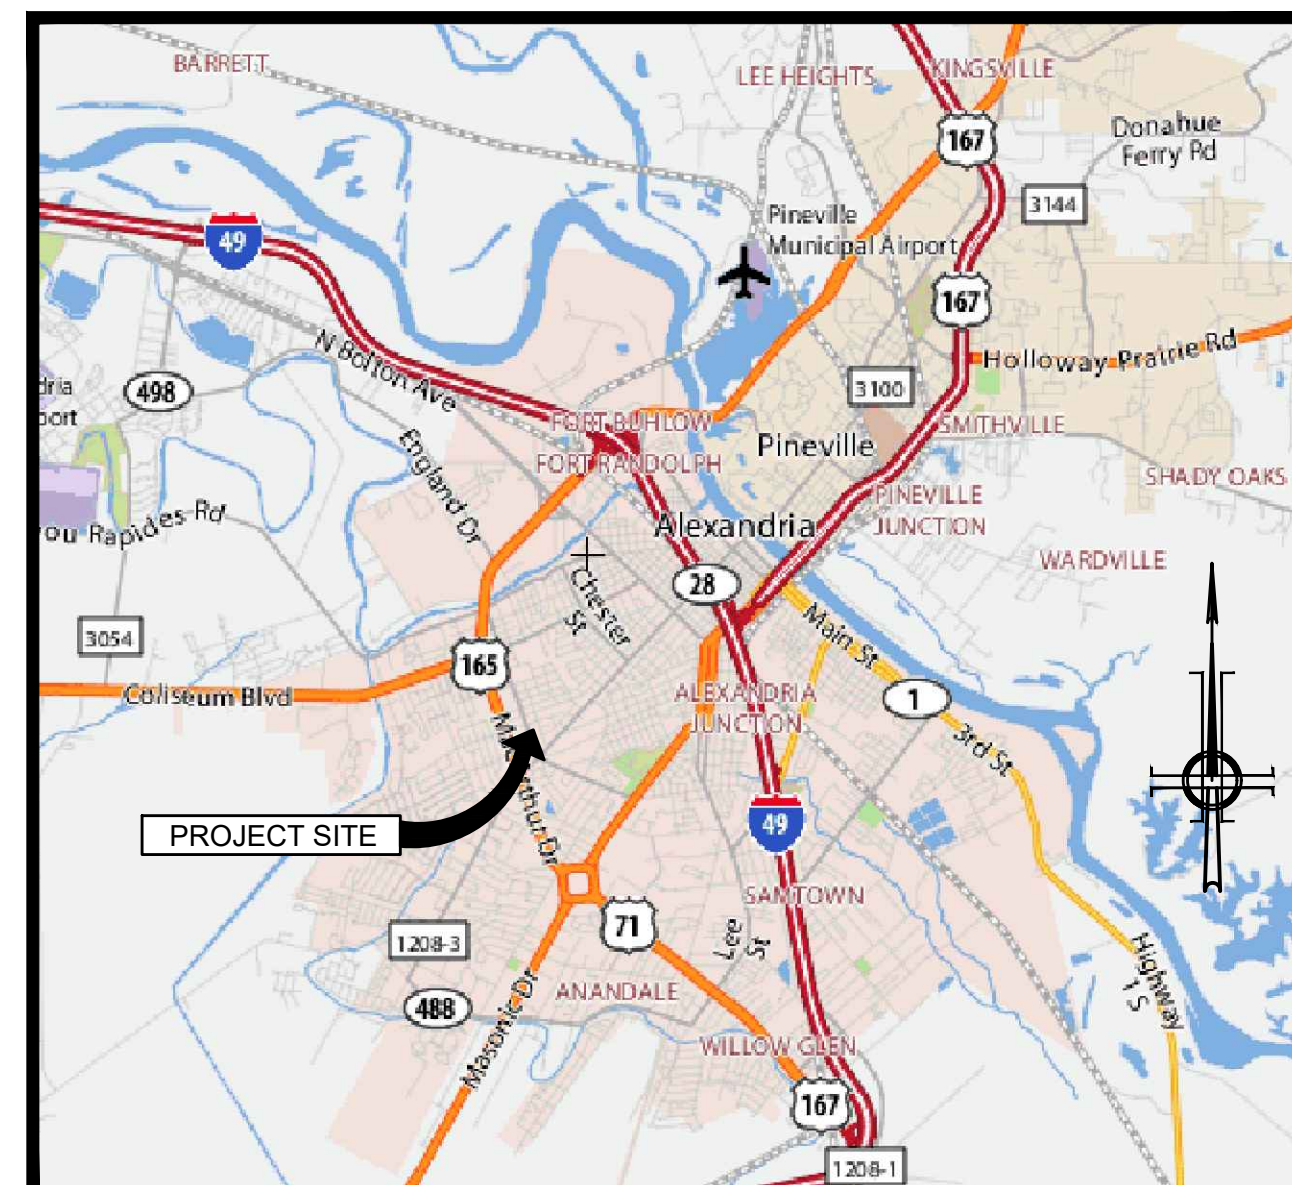 BARRETT
LEE HEIGHTS
KINGSVILLE
167
Donahue
Ferry Rd
3144
Pineville
Municipal Airport
49
167
N Bolton Ave
Holloway Prairie Rd
dria
port
498
3100
FORT BUHLOW
SMITHVILLE
Pineville
England Dr
FORT RANDOLPH
SHADY OAKS
PINEVILLE
JUNCTION
ou Rapides Rd
Alexandria
WARDVILLE
28
Chester
St
3054
Main St
165
Coliseum Blvd
ALEXANDRIA
JUNCTION
1
3rd St
PROJECT SITE
49
SAMTOWN
71
Lee
St
1208-3
Highway
1 S
ANANDALE
488
Masonic Dr
WILLOW GLEN
167
1208-1